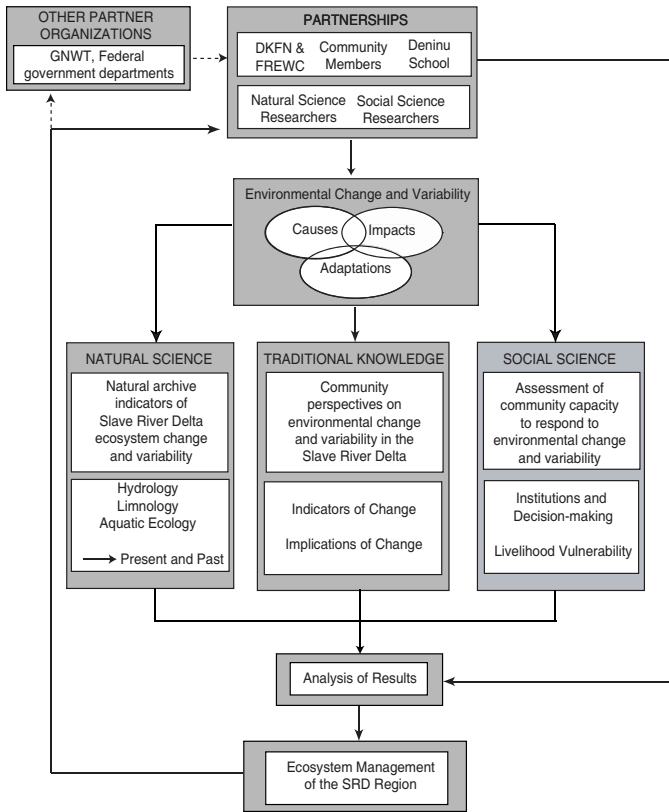 OTHER PARTNER
ORGANIZATIONS
GNWT, Federal
government departments)
PARTNERSHIPS
DKFN &
FREWC
Community
Members
Deninu
School
Natural Science
Researchers
Social Science
Researchers
Environmental Change and Variability
Causes
Impacts
Adaptations
NATURAL SCIENCE
Natural archive
indicators of
Slave River Delta
ecosystem change
and variability
Hydrology
Limnology
Aquatic Ecology
Present and Past
TRADITIONAL KNOWLEDGE
Community
perspectives on
environmental change
and variability in the
Slave River Delta
Indicators of Change
Implications of Change
SOCIAL SCIENCE
Assessment of
community capacity
to respond to
environmental change
and variability
Institutions and
Decision-making
Livelihood Vulnerability
Analysis of Results
Ecosystem Management
of the SRD Region